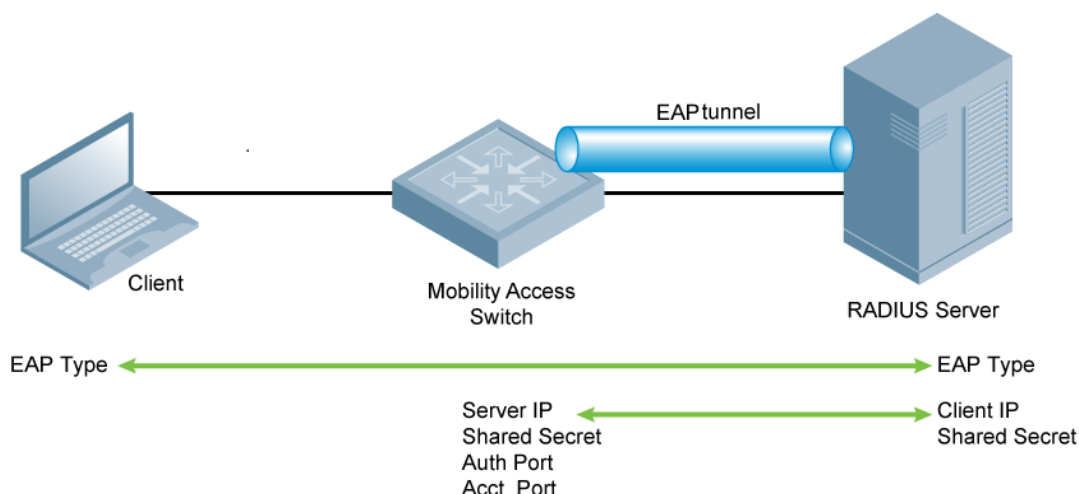 EAP tunnel
Client
Mobility Access
Switch
RADIUS Server
EAP Type
EAP Type
Server IP
Shared Secret
Auth Port
Acct Port
Client IP
Shared Secret